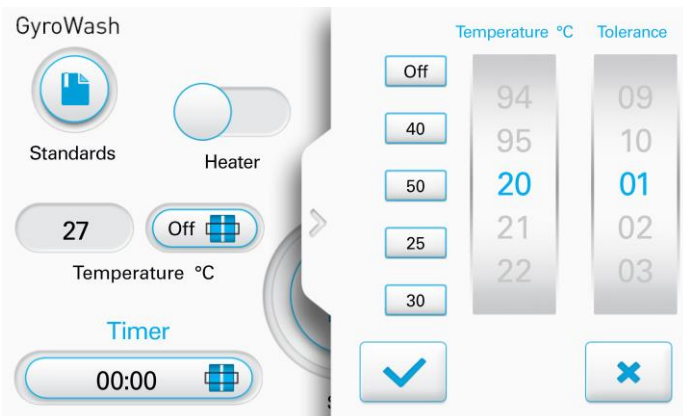 GyroWash
Standards
Heater
27
Off
Temperature °C
Timer
00:00
Temperature °C
Tolerance
Off
40
50
25
30
94
95
20
21
22
09
10
01
02
03